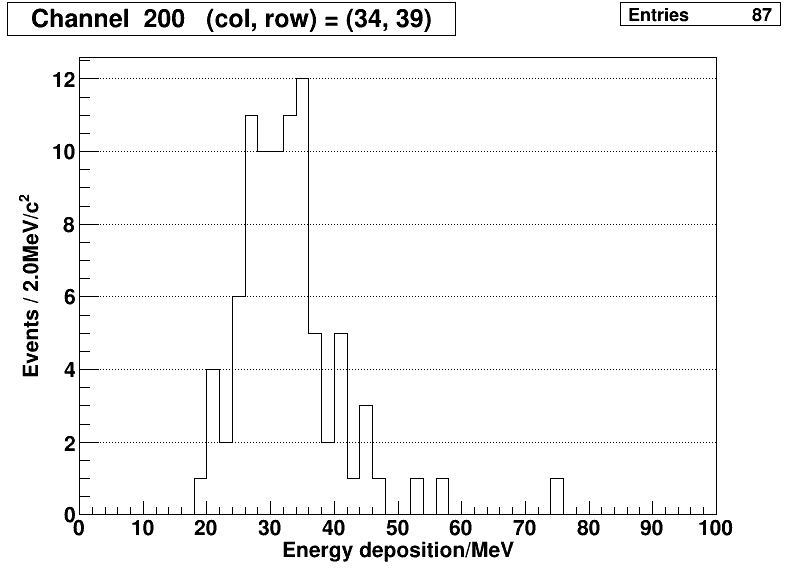 Channel 200 (col, row) = (34, 39)
Entries 87
Events / 2.0MeV/c²
12
10
8
6
4
2
0
0 10 20 30 40 50 60 70 80 90 100
Energy deposition/MeV